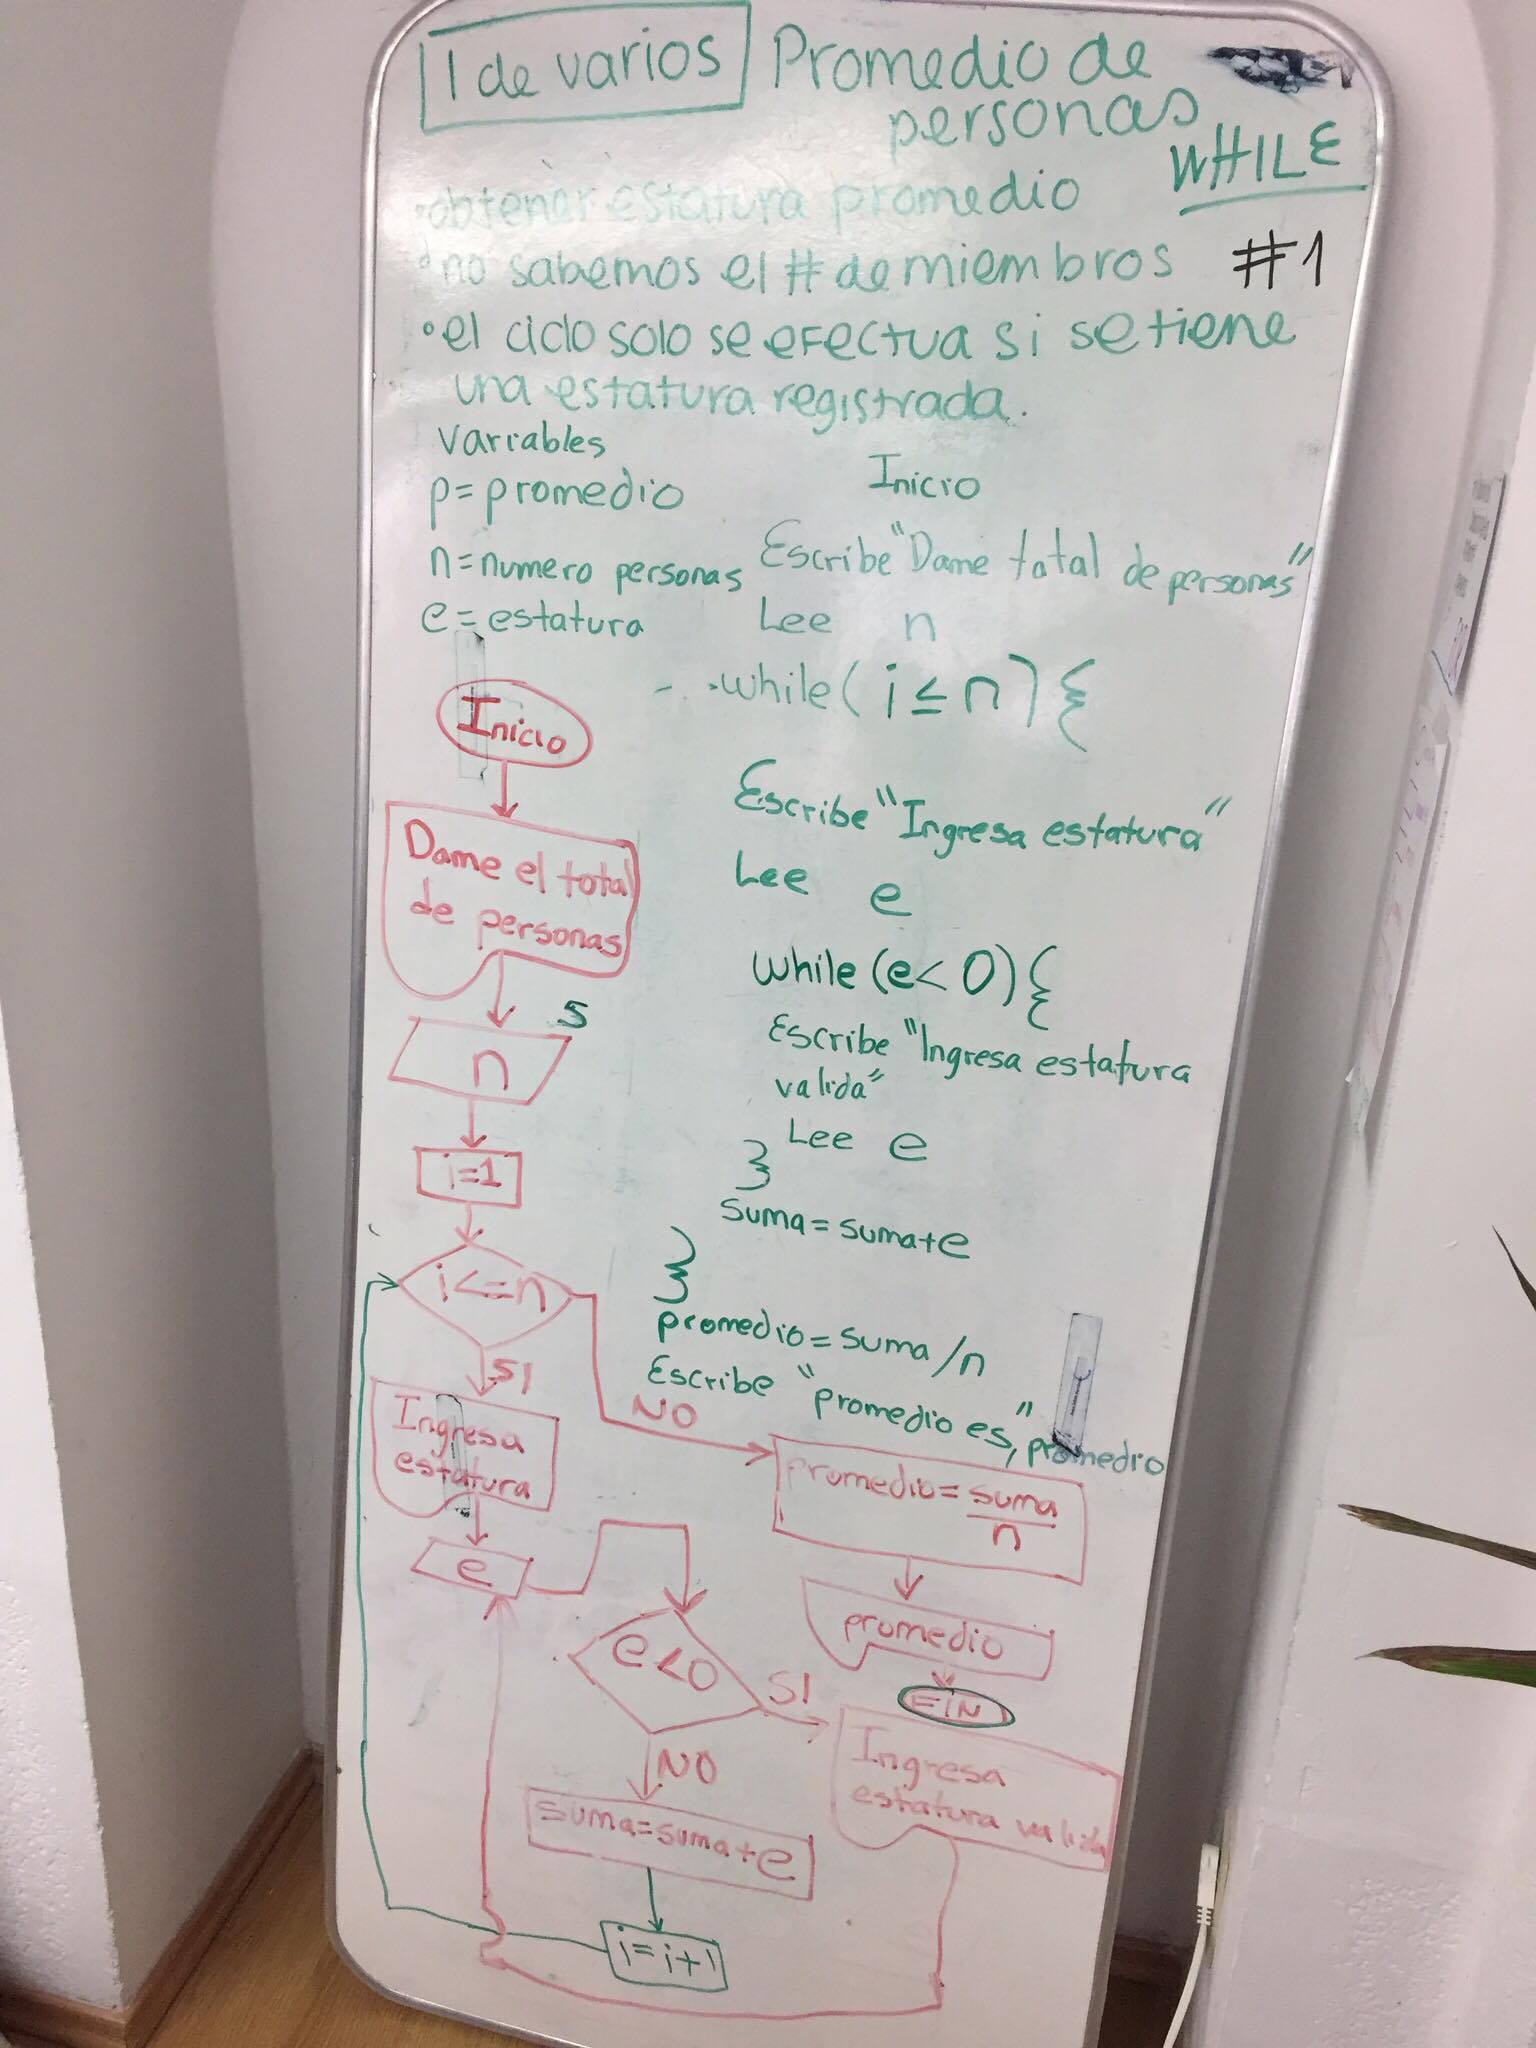 1 de varios
Promedio de
personas
WHILE
·obtener estatura promedio
·no sabemos el # de miembros
#1
·el ciclo solo se efectua si se tiene
una estatura registrada.
Variables
p=promedio
n=numero personas
e=estatura
Inicio
Escribe "Dame total de personas"
Lee n
while( i ≤ n ) {
Escribe "Ingresa estatura"
Lee e
while (e< 0) {
Escribe "Ingresa estatura
valida"
Lee e
}
suma=suma+e
}
promedio=suma/n
Escribe "promedio es," promedio
Inicio
Dame el total
de personas
5
n
i=1
i<=n
SI
NO
Ingresa
estatura
e
e<0
SI
NO
Ingresa
estatura valida
suma=suma+e
i=i+1
promedio=suma
n
promedio
FIN